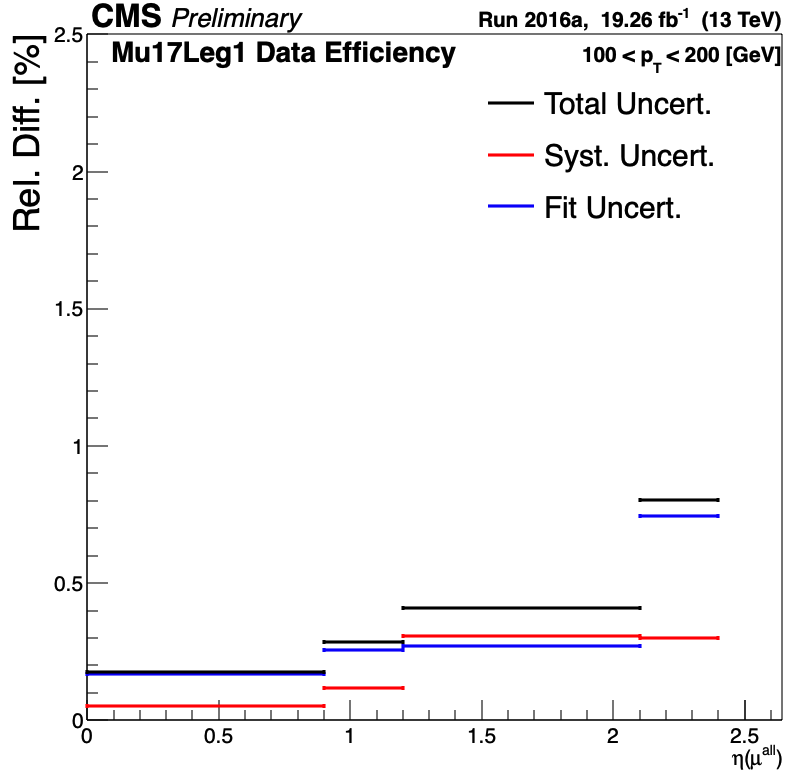 CMS Preliminary Run 2016a, 19.26 fb⁻¹ (13 TeV)
Mu17Leg1 Data Efficiency 100 < p_T < 200 [GeV]
Total Uncert.
Syst. Uncert.
Fit Uncert.
Rel. Diff. [%]
2.5
2
1.5
1
0.5
0
0 0.5 1 1.5 2 2.5
η(μ^all)